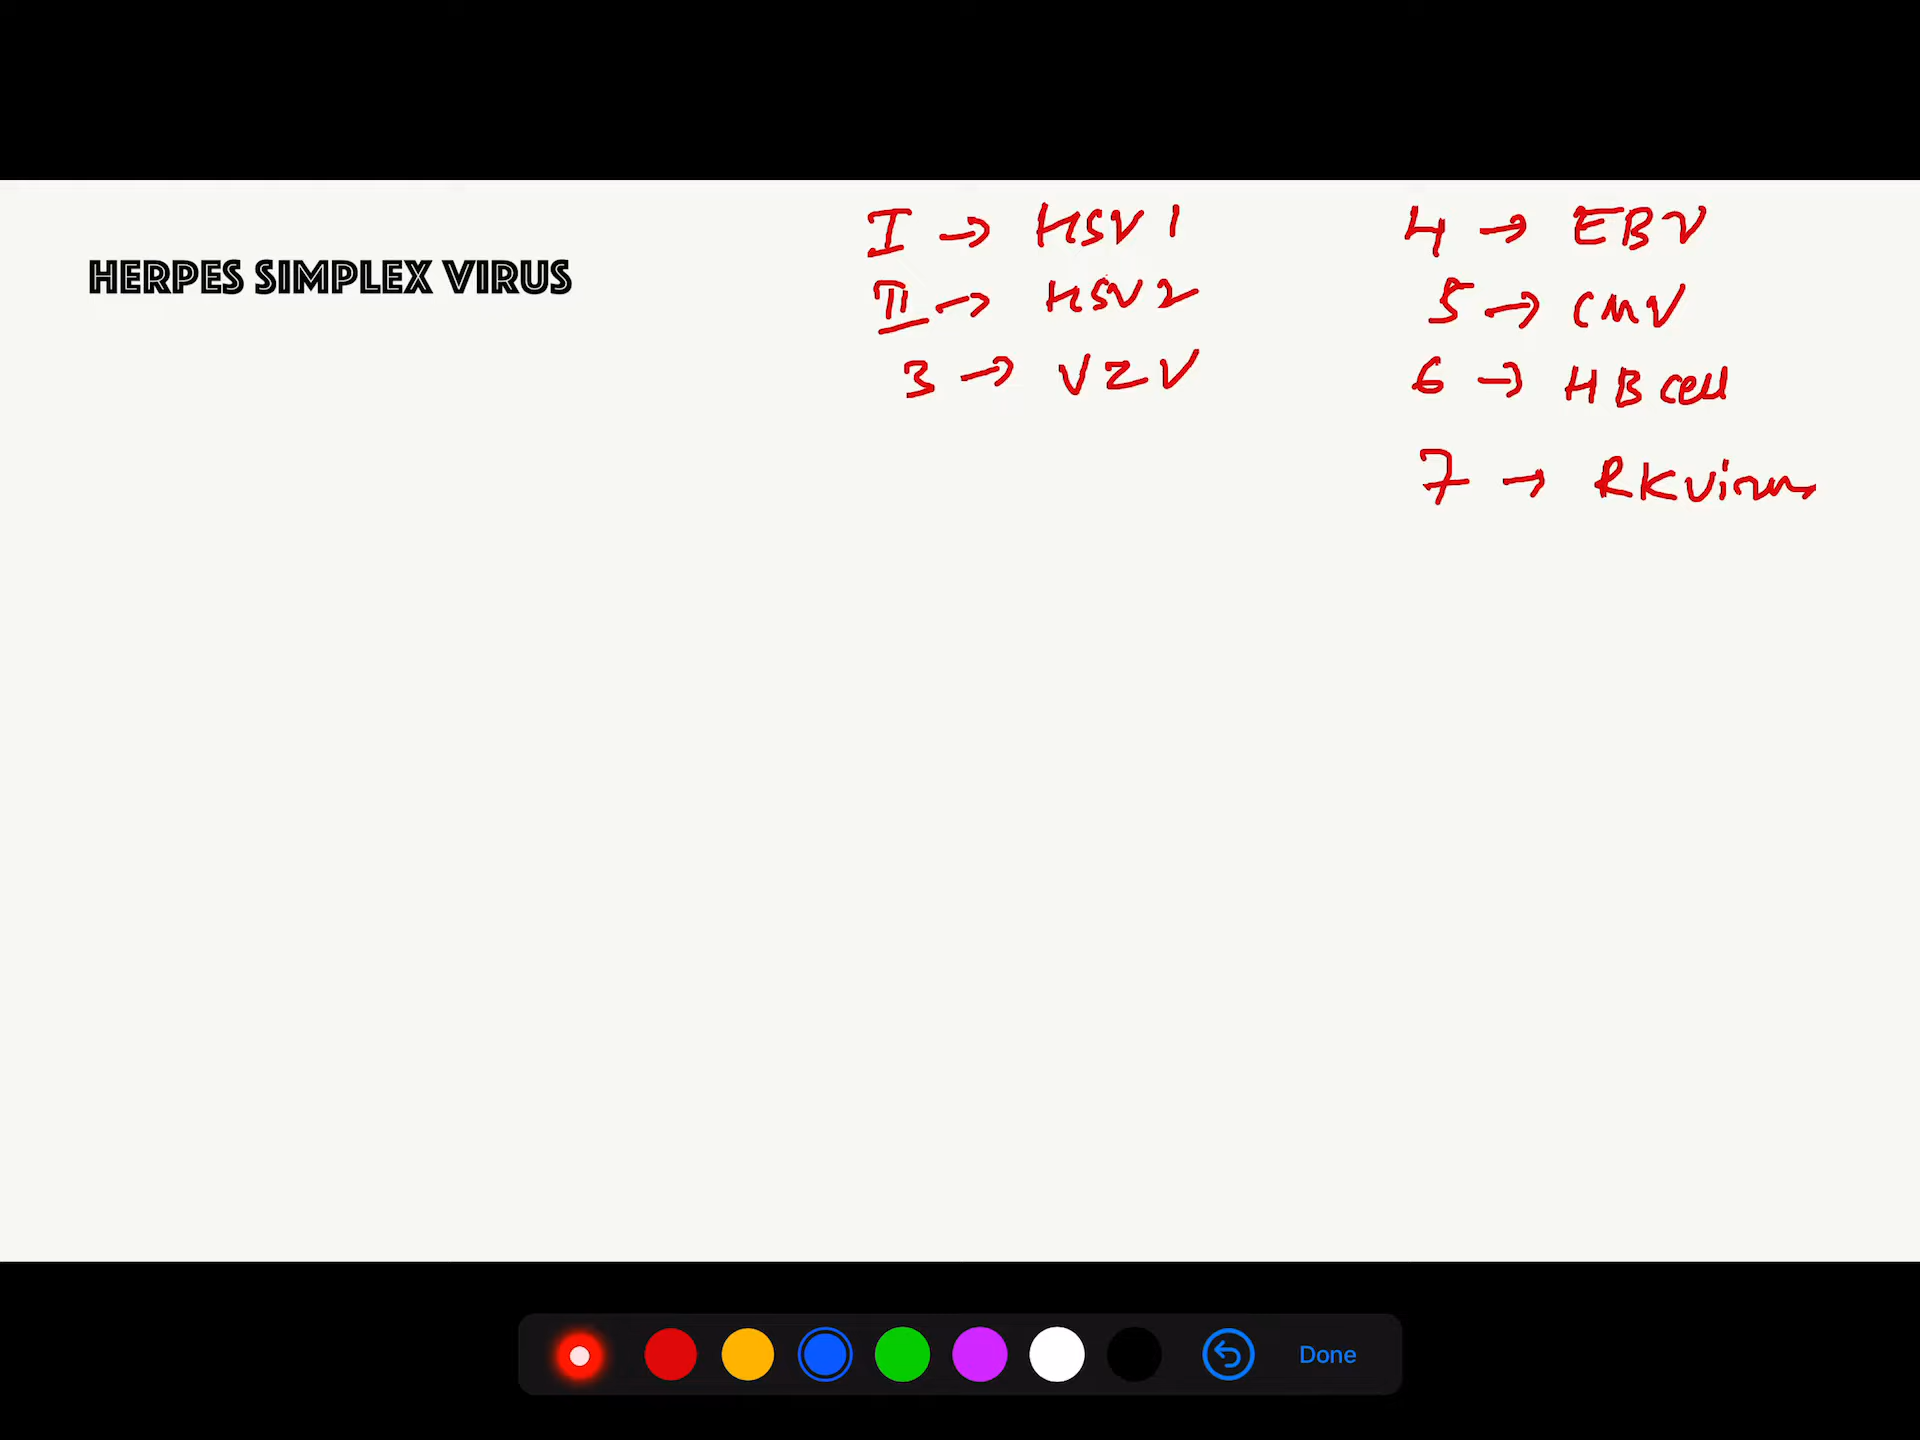 HERPES SIMPLEX VIRUS
I → HSV 1
II → HSV 2
3 → VZV
4 → EBV
5 → CMV
6 → HB cell
7 → RK Virus
Done